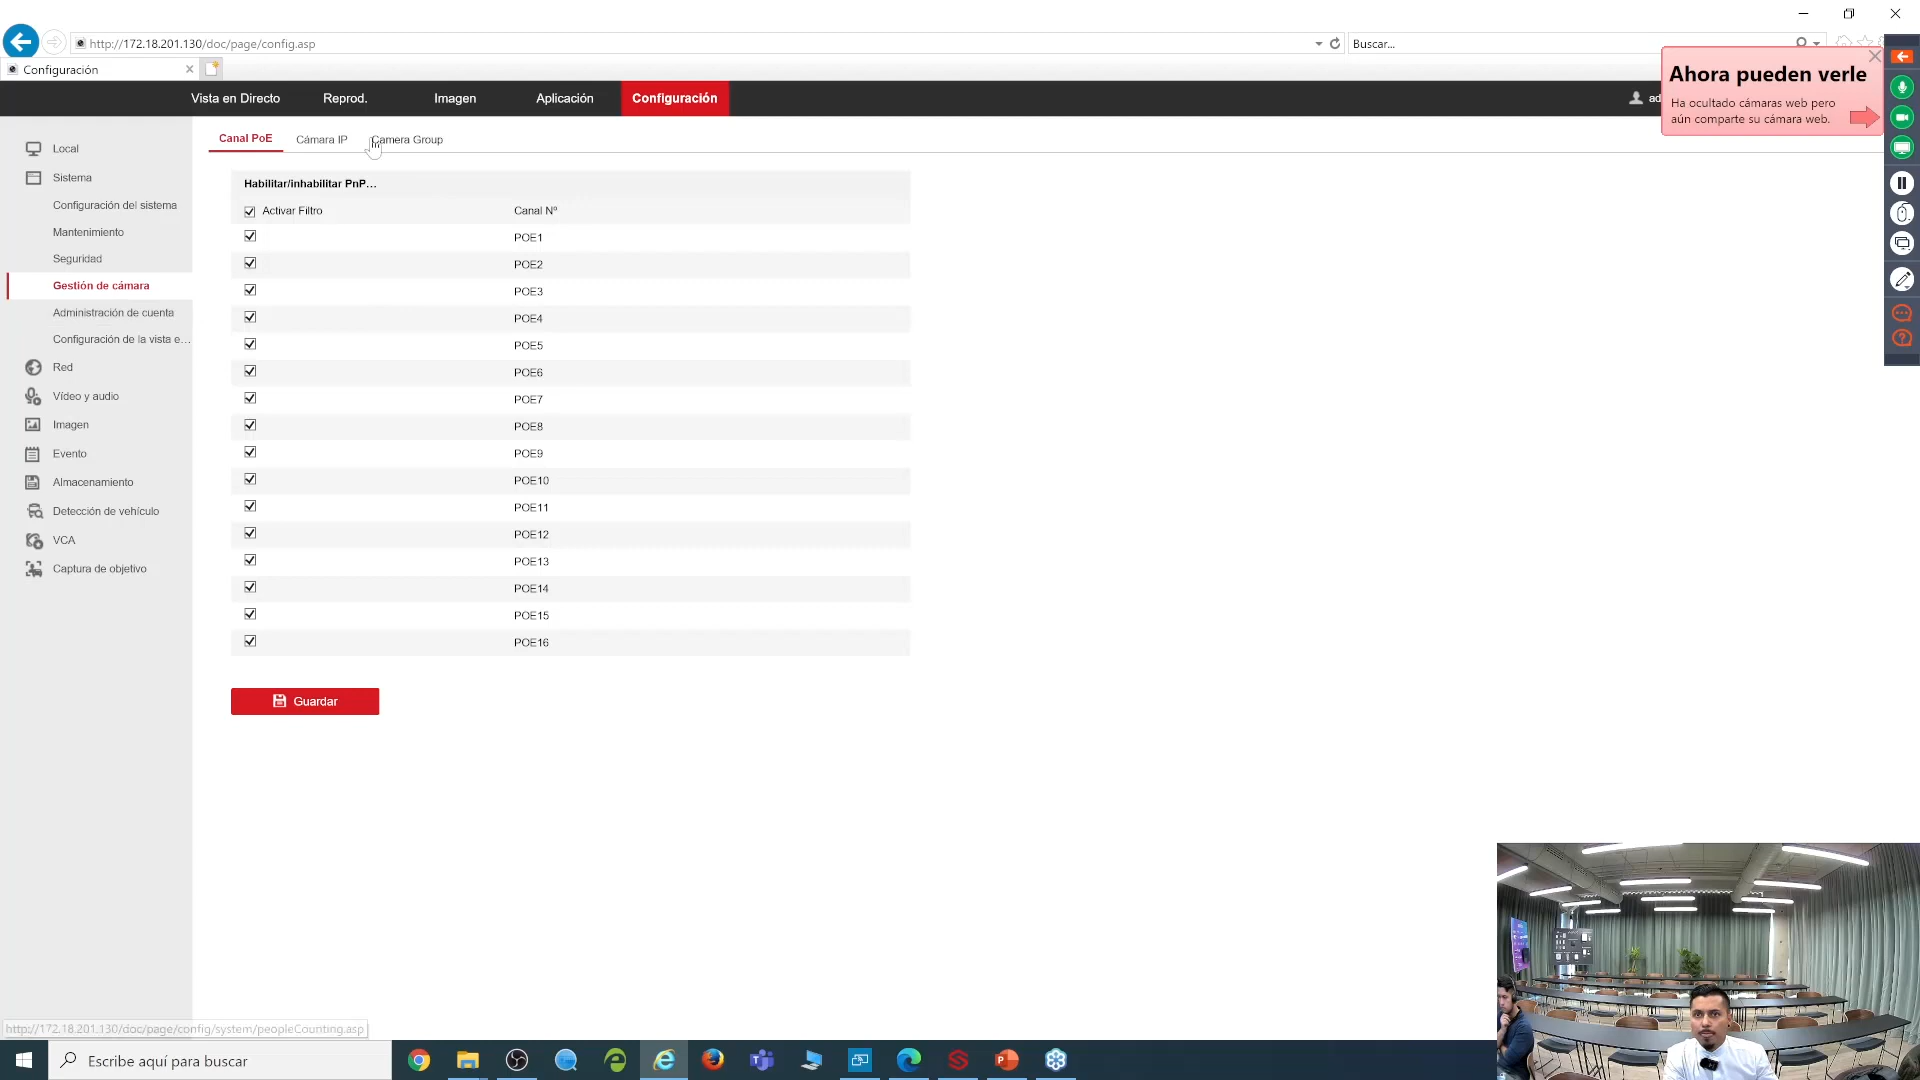 http://172.18.201.130/doc/page/config.asp
Buscar...
Configuración
Vista en Directo
Reprod.
Imagen
Aplicación
Configuración
ad
Ahora pueden verle
Ha ocultado cámaras web pero
aún comparte su cámara web.
Local
Sistema
Configuración del sistema
Mantenimiento
Seguridad
Gestión de cámara
Administración de cuenta
Configuración de la vista e...
Red
Vídeo y audio
Imagen
Evento
Almacenamiento
Detección de vehículo
VCA
Captura de objetivo
Canal PoE
Cámara IP
Camera Group
Habilitar/inhabilitar PnP...
Activar Filtro
Canal Nº
POE1
POE2
POE3
POE4
POE5
POE6
POE7
POE8
POE9
POE10
POE11
POE12
POE13
POE14
POE15
POE16
Guardar
http://172.18.201.130/doc/page/config/system/peopleCounting.asp
Escribe aquí para buscar